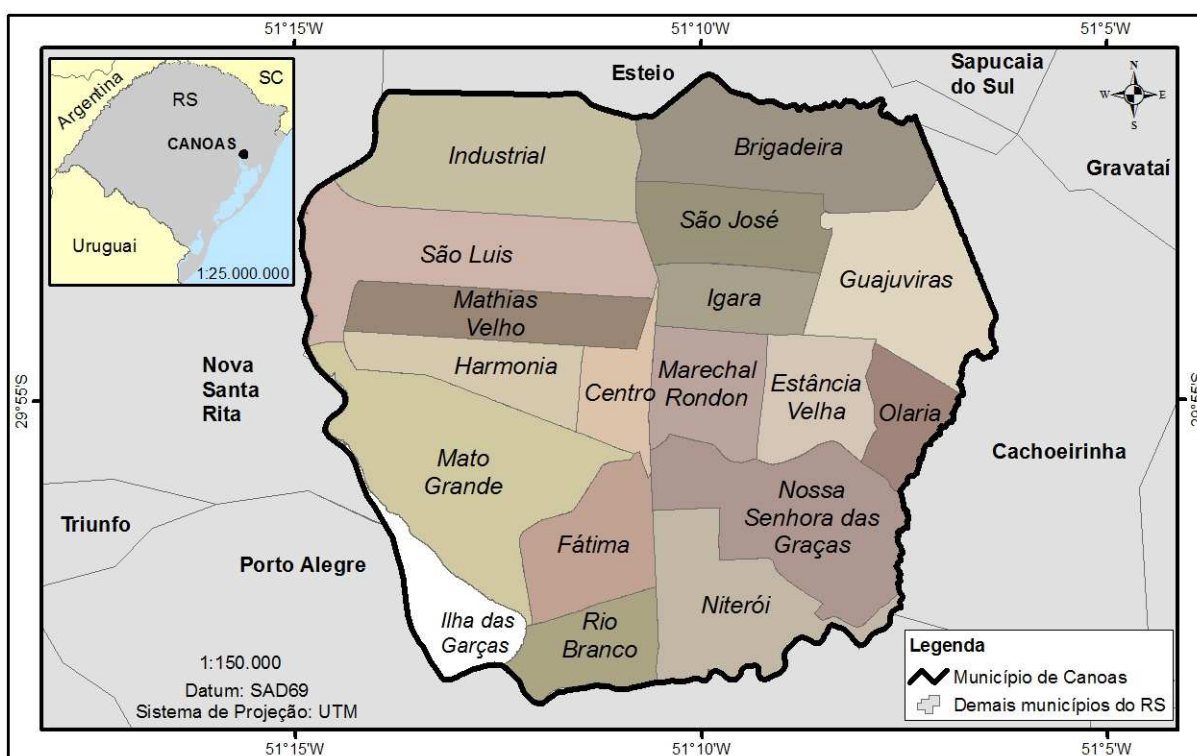 51°15'W
51°10'W
51°5'W
Esteio
Sapucaia
do Sul
N
W
E
S
SC
Argentina
RS
CANOAS
Uruguai
1:25.000.000
Gravataí
Industrial
Brigadeira
São José
São Luis
Guajuviras
Igara
Mathias
Velho
Harmonia
Centro
Marechal
Rondon
Estância
Velha
Olaria
Nova
Santa
Rita
29°55'S
29°55'S
Cachoeirinha
Mato
Grande
Nossa
Senhora das
Graças
Triunfo
Fátima
Porto Alegre
Niterói
Ilha das
Garças
Rio
Branco
1:150.000
Datum: SAD69
Sistema de Projeção: UTM
Legenda
Município de Canoas
Demais municípios do RS
51°15'W
51°10'W
51°5'W